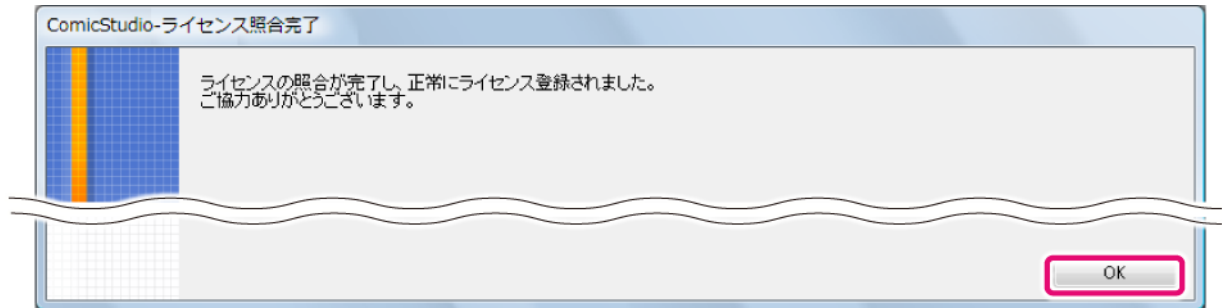 ComicStudio-ライセンス照合完了
ライセンスの照合が完了し、正常にライセンス登録されました。
ご協力ありがとうございます。
OK